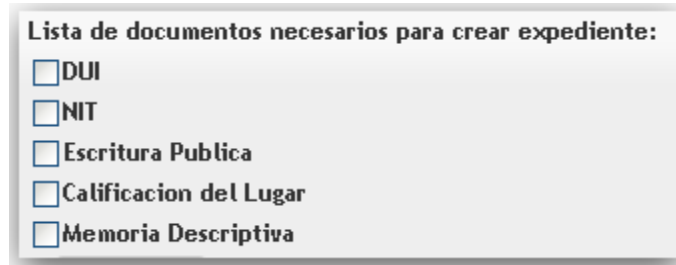 Lista de documentos necesarios para crear expediente:
DUI
NIT
Escritura Publica
Calificacion del Lugar
Memoria Descriptiva